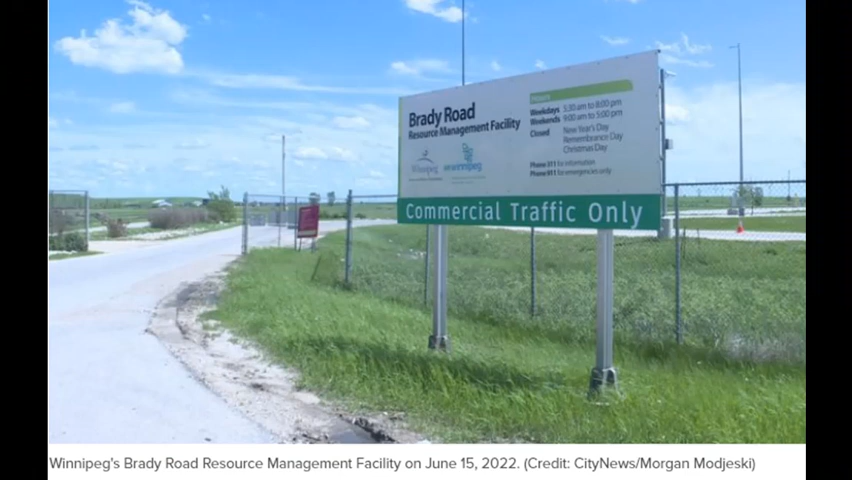 Brady Road
Resource Management Facility
Winnipeg
Weekdays 5:30 am to 8:00 pm
Weekends 9:00 am to 5:00 pm
Closed New Year's Day
Remembrance Day
Christmas Day
Phone 311 for information
Phone 911 for emergencies only
Commercial Traffic Only
Winnipeg's Brady Road Resource Management Facility on June 15, 2022. (Credit: CityNews/Morgan Modjeski)